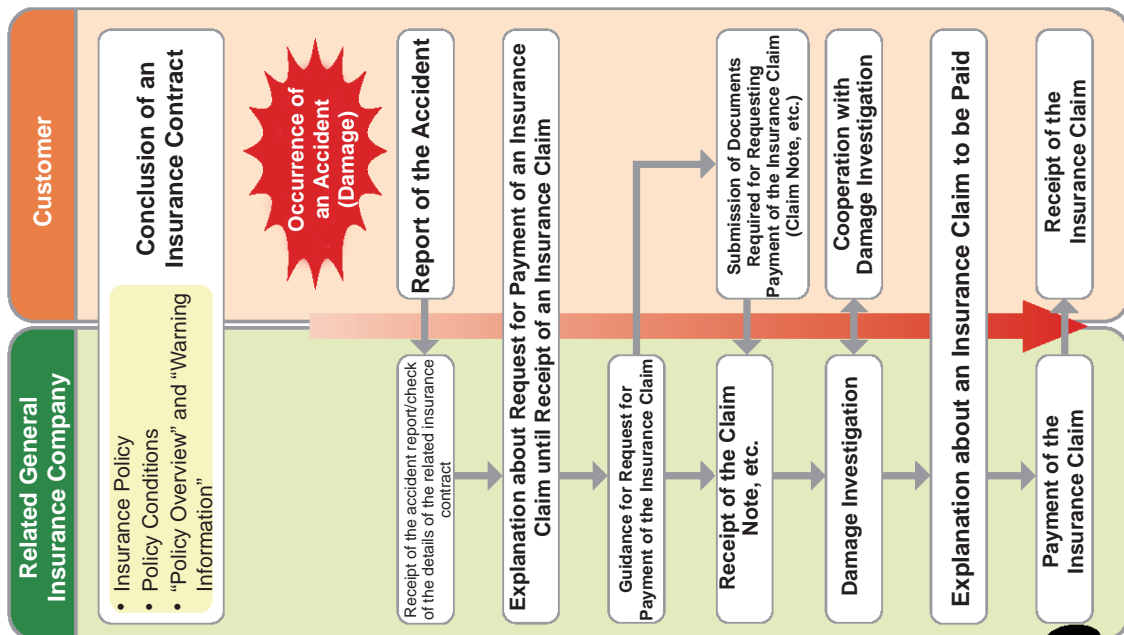 Related General
Insurance Company
Customer
• Insurance Policy
• Policy Conditions
• “Policy Overview” and “Warning
Information”
Conclusion of an
Insurance Contract
Occurrence of
an Accident
(Damage)
Report of the Accident
Receipt of the accident report/check
of the details of the related insurance
contract
Explanation about Request for Payment of an Insurance
Claim until Receipt of an Insurance Claim
Guidance for Request for
Payment of the Insurance Claim
Submission of Documents
Required for Requesting
Payment of the Insurance Claim
(Claim Note, etc.)
Receipt of the Claim
Note, etc.
Damage Investigation
Cooperation with
Damage Investigation
Explanation about an Insurance Claim to be Paid
Payment of the
Insurance Claim
Receipt of the
Insurance Claim